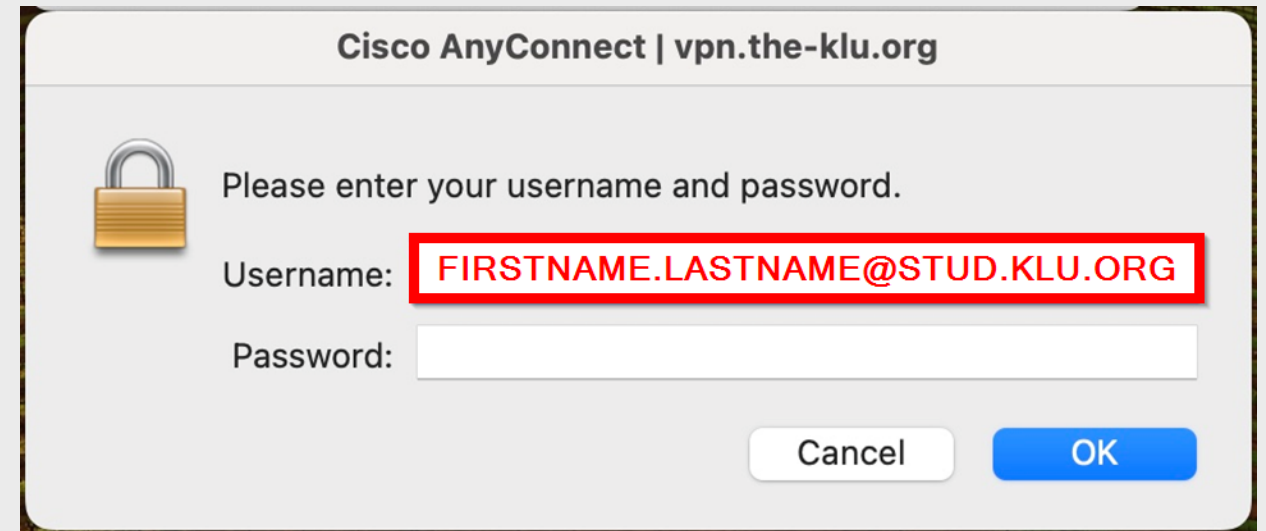 Cisco AnyConnect | vpn.the-klu.org
Please enter your username and password.
Username: FIRSTNAME.LASTNAME@STUD.KLU.ORG
Password:
Cancel OK